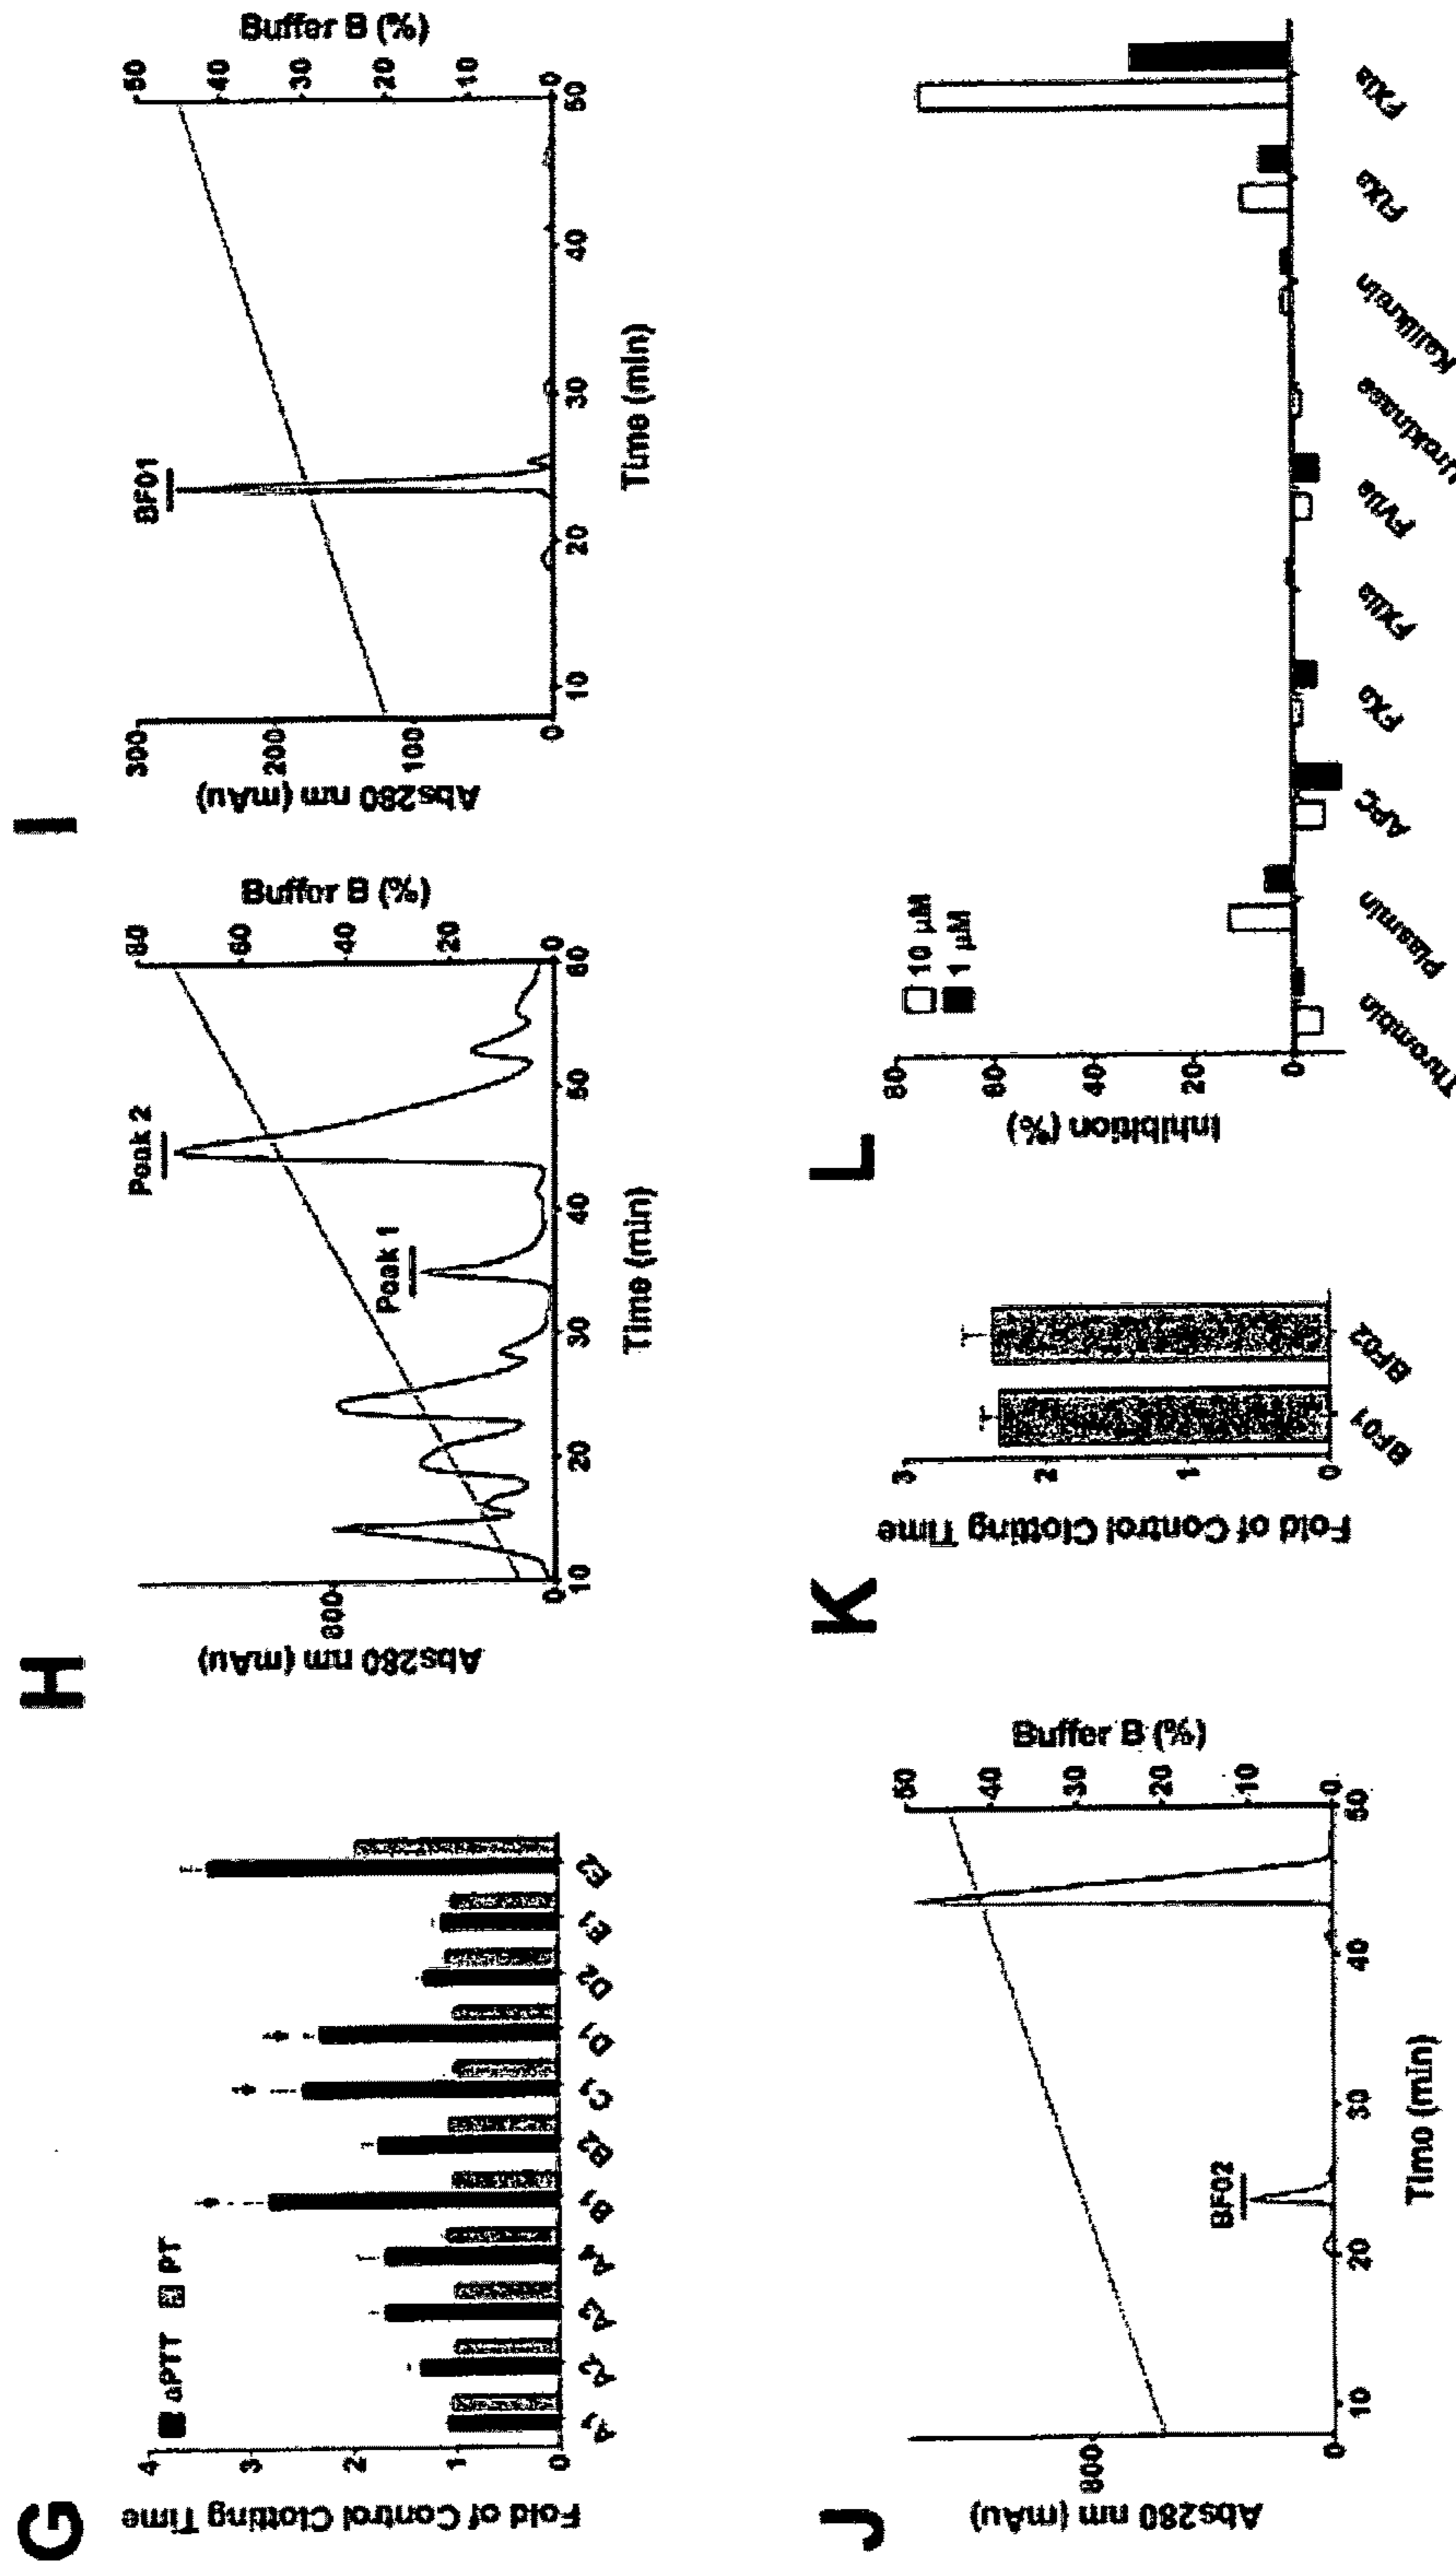 G
Fold of Control Clotting Time
4
3
2
1
0
aPTT PT
A1 A2 A3 A4 B1 B2 C1 D1 D2 E1 E2
H
Abs280 nm (mAu)
800
0
Peak 1
Peak 2
Buffer B (%)
80
60
40
20
0
10 20 30 40 50 60
Time (min)
I
Abs280 nm (mAu)
300
200
100
0
BF01
Buffer B (%)
50
40
30
20
10
0
10 20 30 40 50
Time (min)
J
Abs280 nm (mAu)
800
0
BF02
Buffer B (%)
50
40
30
20
10
0
10 20 30 40 50
Time (min)
K
Fold of Control Clotting Time
3
2
1
0
BF01 BF02
L
Inhibition (%)
80
60
40
20
0
10 µM
1 µM
Thrombin Plasmin APC FXa FXIIa FVIIa Urokinase Kallikrein FIXa